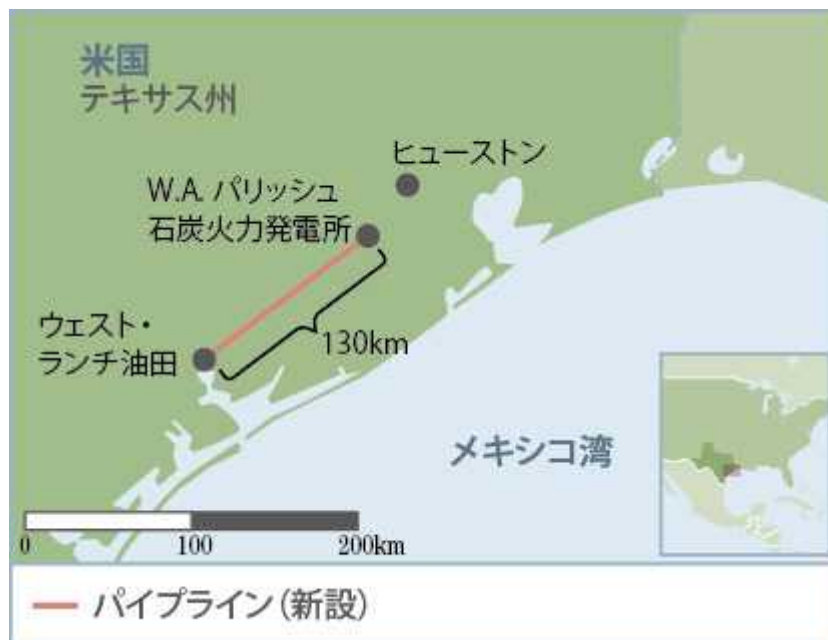 米国
テキサス州
ヒューストン
W.A. パリッシュ
石炭火力発電所
ウェスト・
ランチ油田
130km
メキシコ湾
0 100 200km
パイプライン(新設)